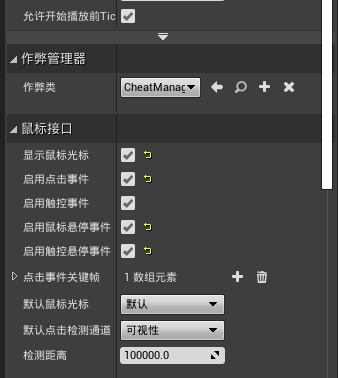 允许开始播放前Tic
作弊管理器
作弊类 CheatManag
鼠标接口
显示鼠标光标
启用点击事件
启用触控事件
启用鼠标悬停事件
启用触控悬停事件
点击事件关键帧 1 数组元素
默认鼠标光标 默认
默认点击检测通道 可视性
检测距离 100000.0